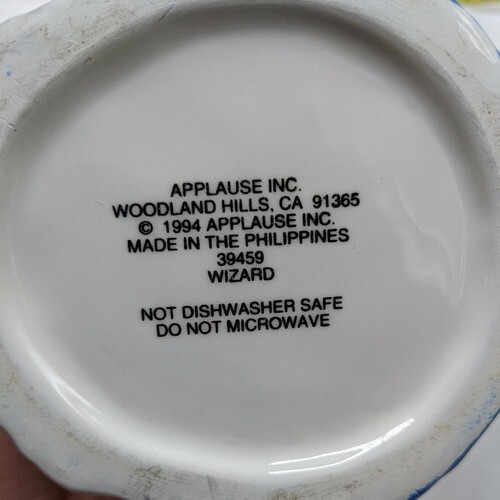 APPLAUSE INC.
WOODLAND HILLS, CA 91365
© 1994 APPLAUSE INC.
MADE IN THE PHILIPPINES
39459
WIZARD
NOT DISHWASHER SAFE
DO NOT MICROWAVE